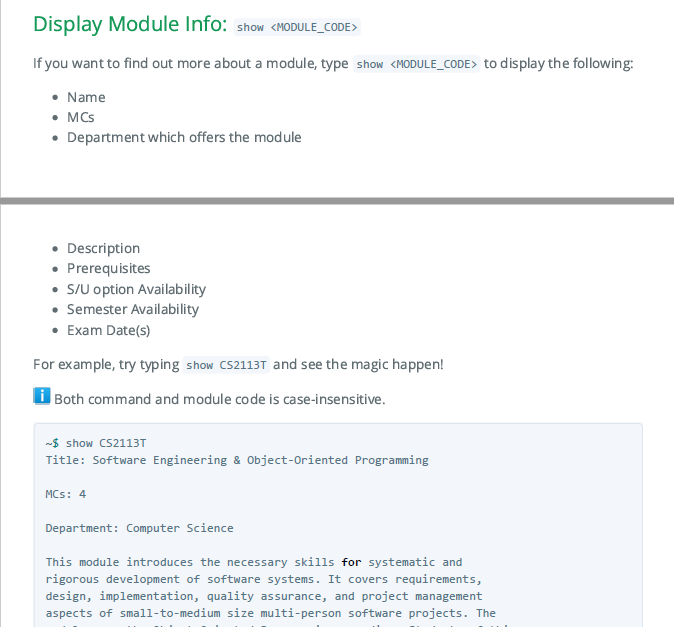 Display Module Info: show <MODULE_CODE>
If you want to find out more about a module, type show <MODULE_CODE> to display the following:
• Name
• MCs
• Department which offers the module
• Description
• Prerequisites
• S/U option Availability
• Semester Availability
• Exam Date(s)
For example, try typing show CS2113T and see the magic happen!
ℹ Both command and module code is case-insensitive.
~$ show CS2113T
Title: Software Engineering & Object-Oriented Programming
MCs: 4
Department: Computer Science
This module introduces the necessary skills for systematic and
rigorous development of software systems. It covers requirements,
design, implementation, quality assurance, and project management
aspects of small-to-medium size multi-person software projects. The